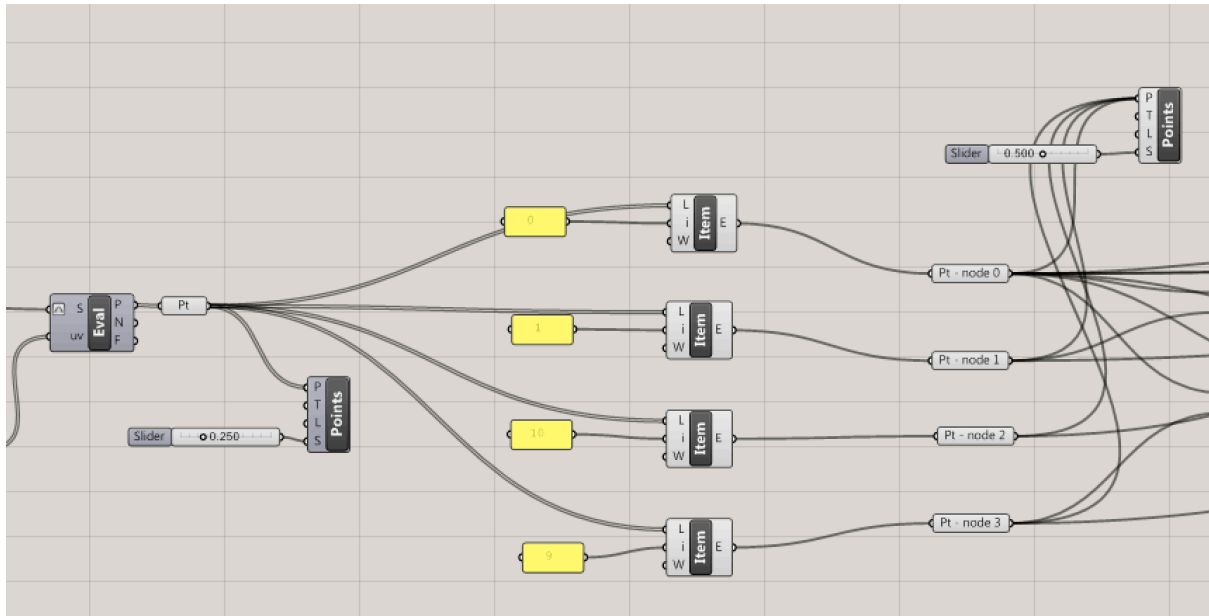 P
T
L
S
Points
Slider
0.500
0
L
i
W
Item
E
Pt - node 0
S
uv
Eval
P
N
F
Pt
1
L
i
W
Item
E
Pt - node 1
P
T
L
S
Points
Slider
0.250
10
L
i
W
Item
E
Pt - node 2
9
L
i
W
Item
E
Pt - node 3